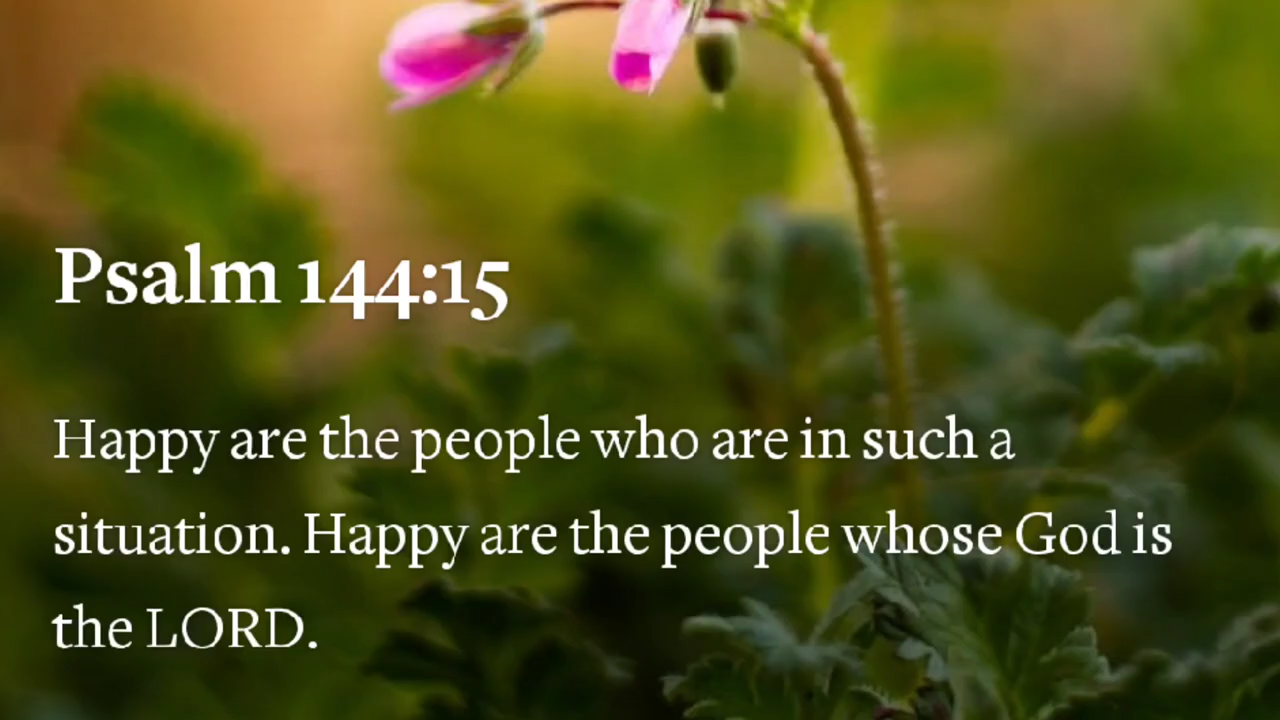 Psalm 144:15
Happy are the people who are in such a
situation. Happy are the people whose God is
the LORD.